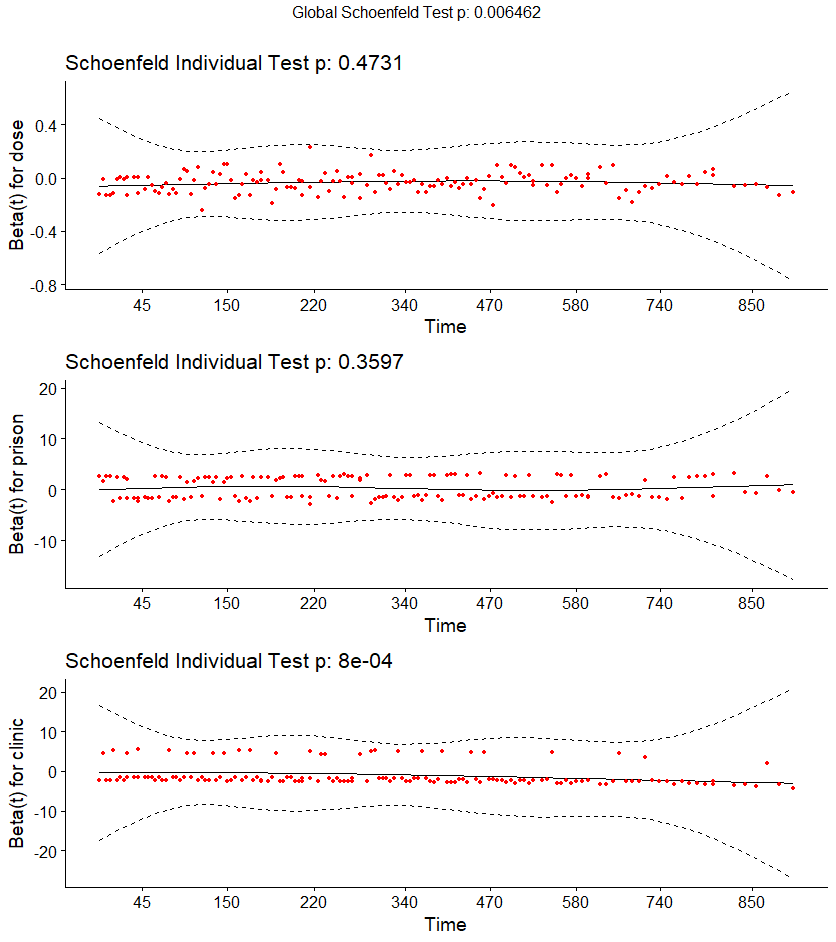 Global Schoenfeld Test p: 0.006462
Schoenfeld Individual Test p: 0.4731
Beta(t) for dose
0.4
0.0
-0.4
-0.8
45 150 220 340 470 580 740 850
Time
Schoenfeld Individual Test p: 0.3597
Beta(t) for prison
20
10
0
-10
45 150 220 340 470 580 740 850
Time
Schoenfeld Individual Test p: 8e-04
Beta(t) for clinic
20
10
0
-10
-20
45 150 220 340 470 580 740 850
Time